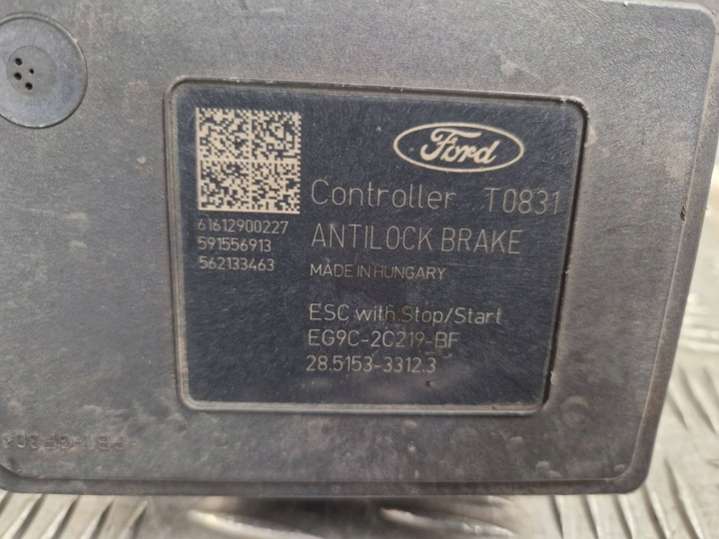 Ford
Controller T0831
61612900227
591556913
562133463
ANTILOCK BRAKE
MADE IN HUNGARY
ESC with Stop/Start
EG9C-2C219-BF
28.5153-3312.3